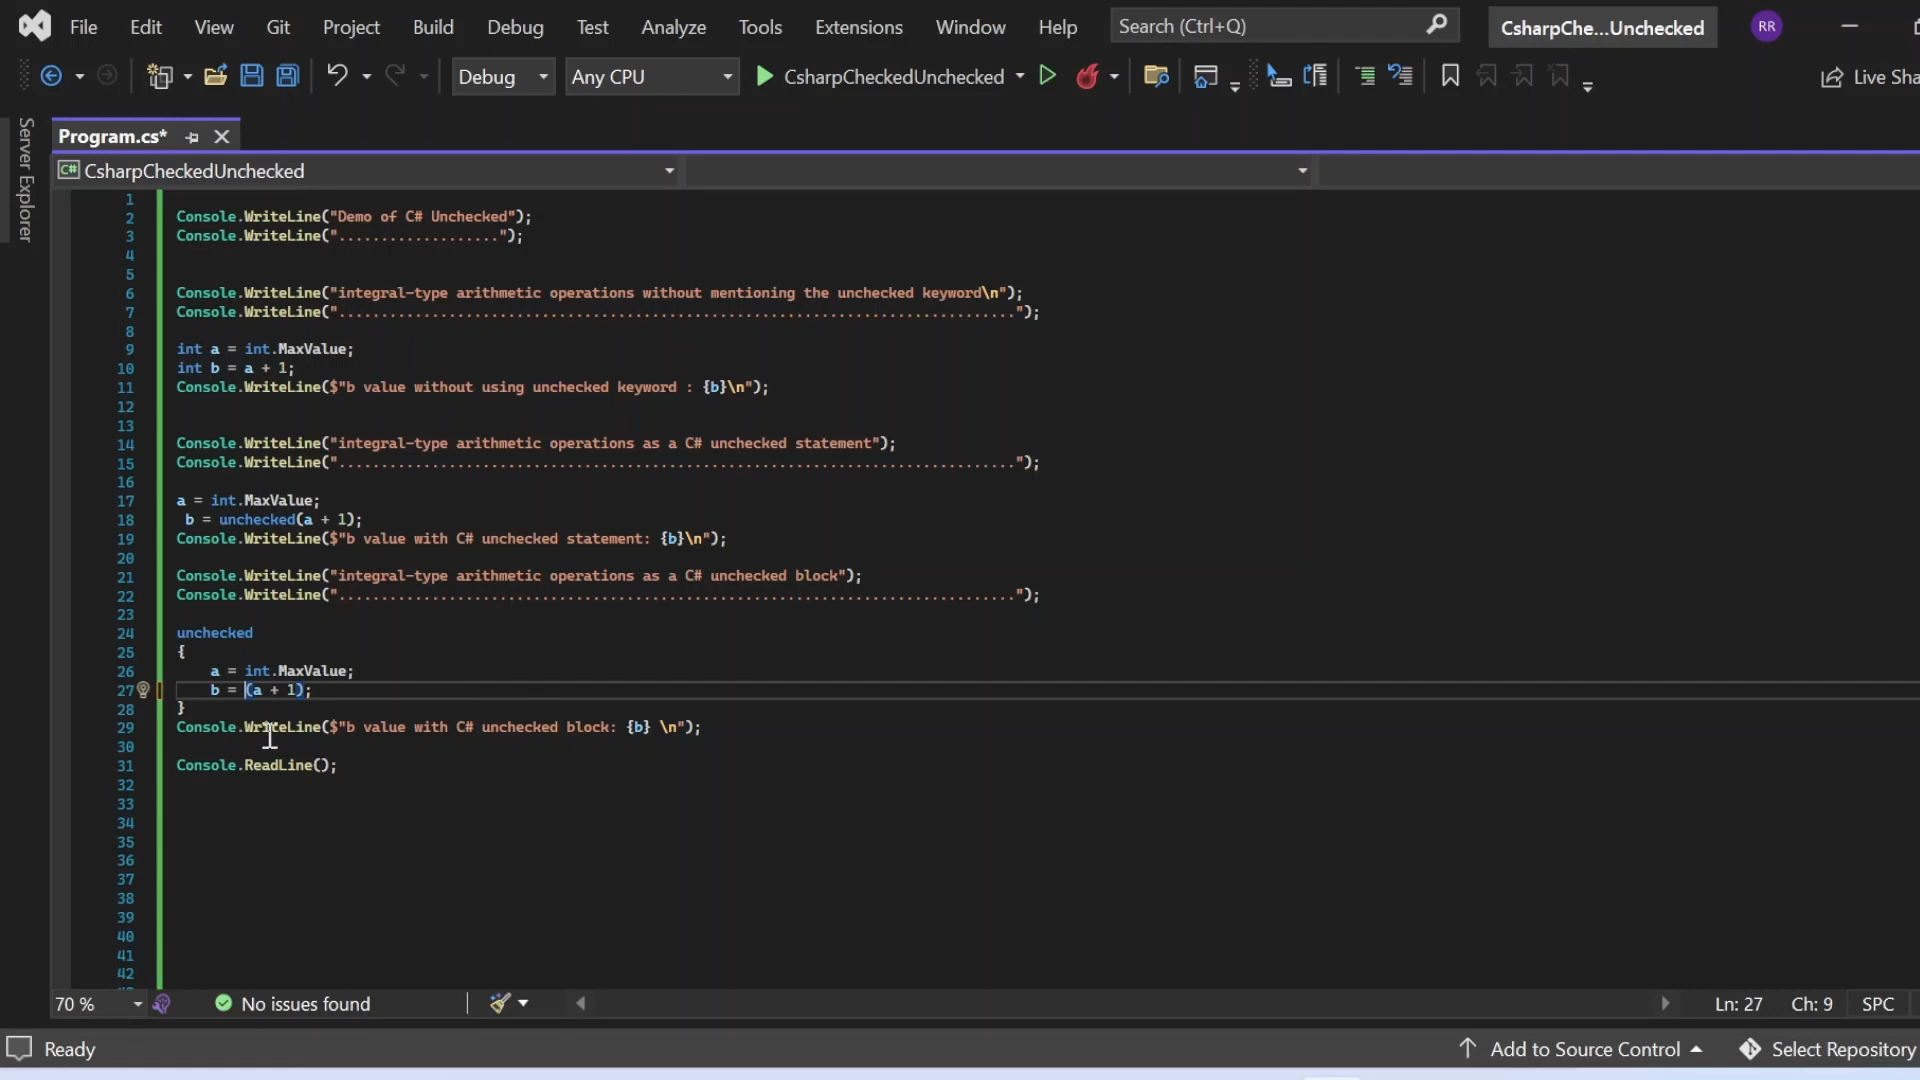 File Edit View Git Project Build Debug Test Analyze Tools Extensions Window Help Search (Ctrl+Q) CsharpChe...Unchecked RR
Debug Any CPU CsharpCheckedUnchecked Live Sha
Server Explorer
Program.cs*
C# CsharpCheckedUnchecked
1
2 Console.WriteLine("Demo of C# Unchecked");
3 Console.WriteLine("...................");
4
5
6 Console.WriteLine("integral-type arithmetic operations without mentioning the unchecked keyword\n");
7 Console.WriteLine("................................................................................");
8
9 int a = int.MaxValue;
10 int b = a + 1;
11 Console.WriteLine($"b value without using unchecked keyword : {b}\n");
12
13
14 Console.WriteLine("integral-type arithmetic operations as a C# unchecked statement");
15 Console.WriteLine("................................................................................");
16
17 a = int.MaxValue;
18 b = unchecked(a + 1);
19 Console.WriteLine($"b value with C# unchecked statement: {b}\n");
20
21 Console.WriteLine("integral-type arithmetic operations as a C# unchecked block");
22 Console.WriteLine("................................................................................");
23
24 unchecked
25 {
26 a = int.MaxValue;
27 b = (a + 1);
28 }
29 Console.WriteLine($"b value with C# unchecked block: {b} \n");
30
31 Console.ReadLine();
32
33
34
35
36
37
38
39
40
41
42
70 % No issues found Ln: 27 Ch: 9 SPC
Ready Add to Source Control Select Repository